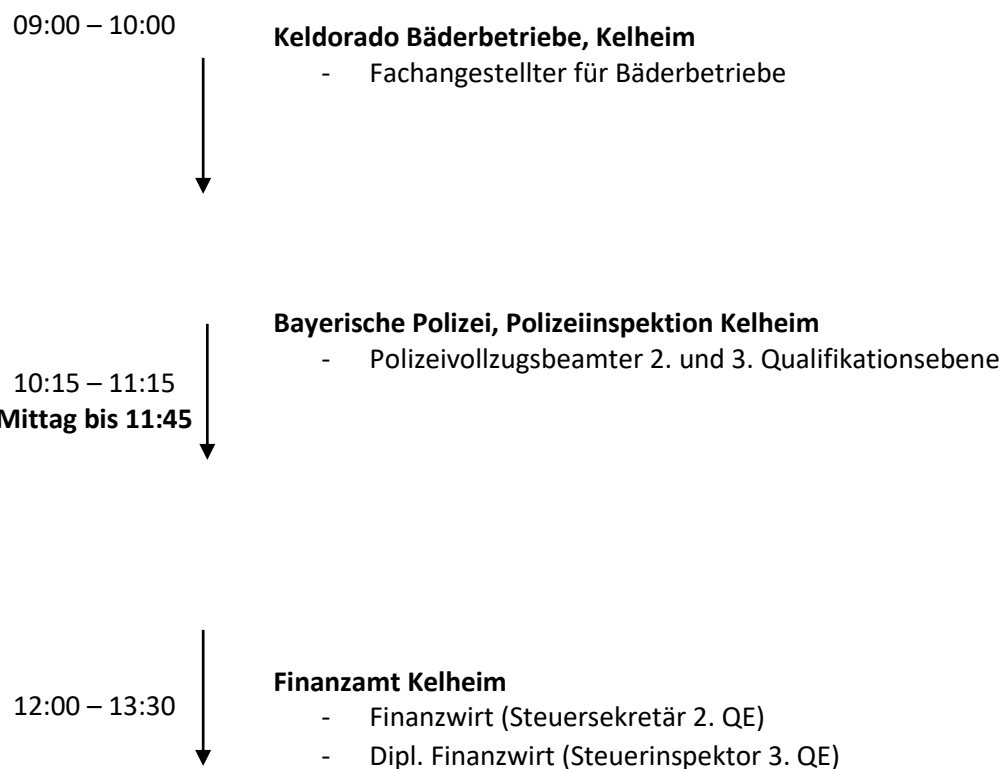 09:00 – 10:00
Keldorado Bäderbetriebe, Kelheim
- Fachangestellter für Bäderbetriebe
Bayerische Polizei, Polizeiinspektion Kelheim
- Polizeivollzugsbeamter 2. und 3. Qualifikationsebene
10:15 – 11:15
Mittag bis 11:45
Finanzamt Kelheim
12:00 – 13:30
- Finanzwirt (Steuersekretär 2. QE)
- Dipl. Finanzwirt (Steuerinspektor 3. QE)